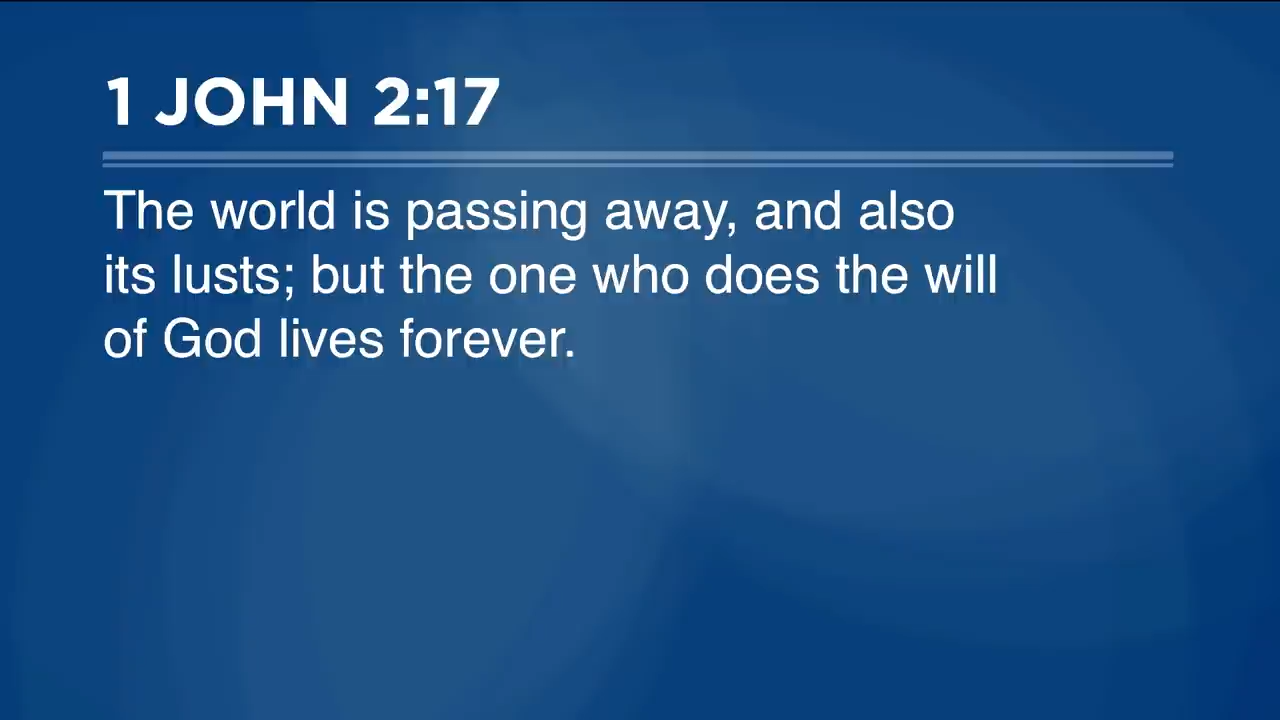 1 JOHN 2:17
The world is passing away, and also
its lusts; but the one who does the will
of God lives forever.